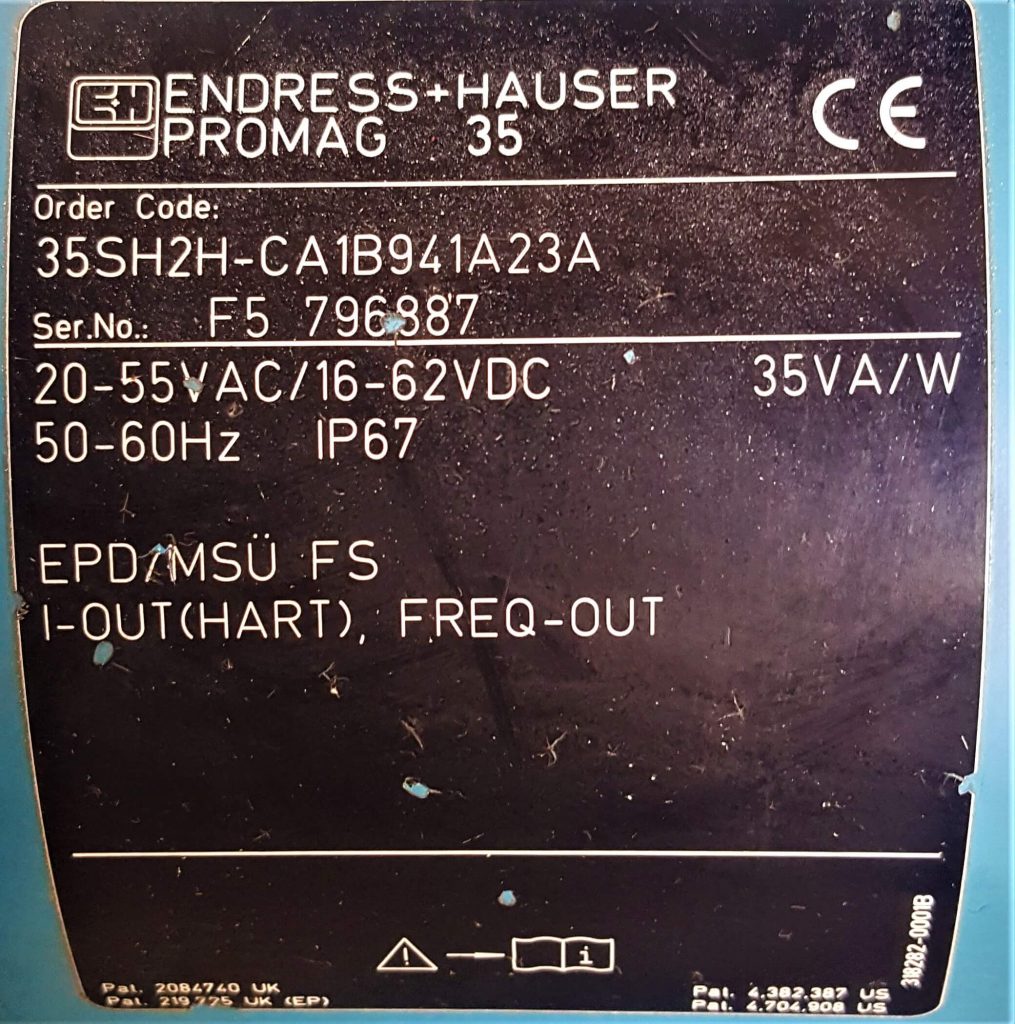 E+H ENDRESS+HAUSER
PROMAG 35
CE
Order Code:
35SH2H-CA1B941A23A
Ser.No.: F5 796887
20-55VAC/16-62VDC 35VA/W
50-60Hz IP67
EPD/MSÜ FS
I-OUT(HART), FREQ-OUT
i
318282-0001B
Pat. 2084740 UK
Pat. 219.725 UK (EP)
Pat. 4.382.387 US
Pat. 4.704.908 US